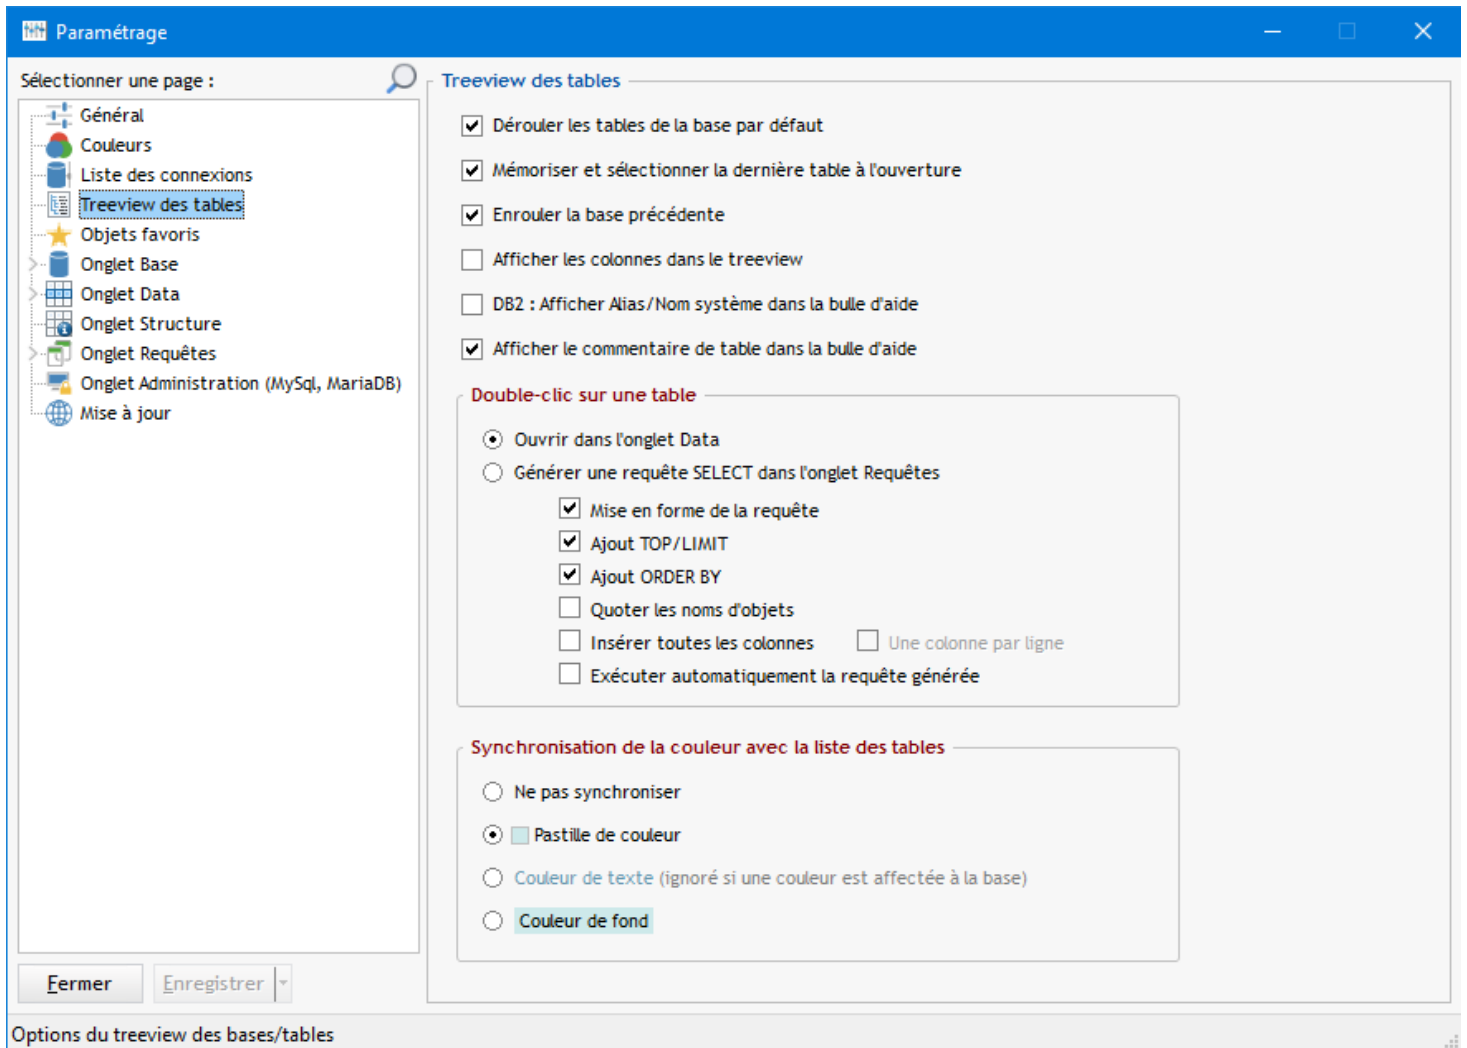 Paramétrage
Sélectionner une page :
Général
Couleurs
Liste des connexions
Treeview des tables
Objets favoris
Onglet Base
Onglet Data
Onglet Structure
Onglet Requêtes
Onglet Administration (MySql, MariaDB)
Mise à jour
Fermer
Enregistrer
Treeview des tables
Dérouler les tables de la base par défaut
Mémoriser et sélectionner la dernière table à l'ouverture
Enrouler la base précédente
Afficher les colonnes dans le treeview
DB2 : Afficher Alias/Nom système dans la bulle d'aide
Afficher le commentaire de table dans la bulle d'aide
Double-clic sur une table
Ouvrir dans l'onglet Data
Générer une requête SELECT dans l'onglet Requêtes
Mise en forme de la requête
Ajout TOP/LIMIT
Ajout ORDER BY
Quoter les noms d'objets
Insérer toutes les colonnes Une colonne par ligne
Exécuter automatiquement la requête générée
Synchronisation de la couleur avec la liste des tables
Ne pas synchroniser
Pastille de couleur
Couleur de texte (ignoré si une couleur est affectée à la base)
Couleur de fond
Options du treeview des bases/tables